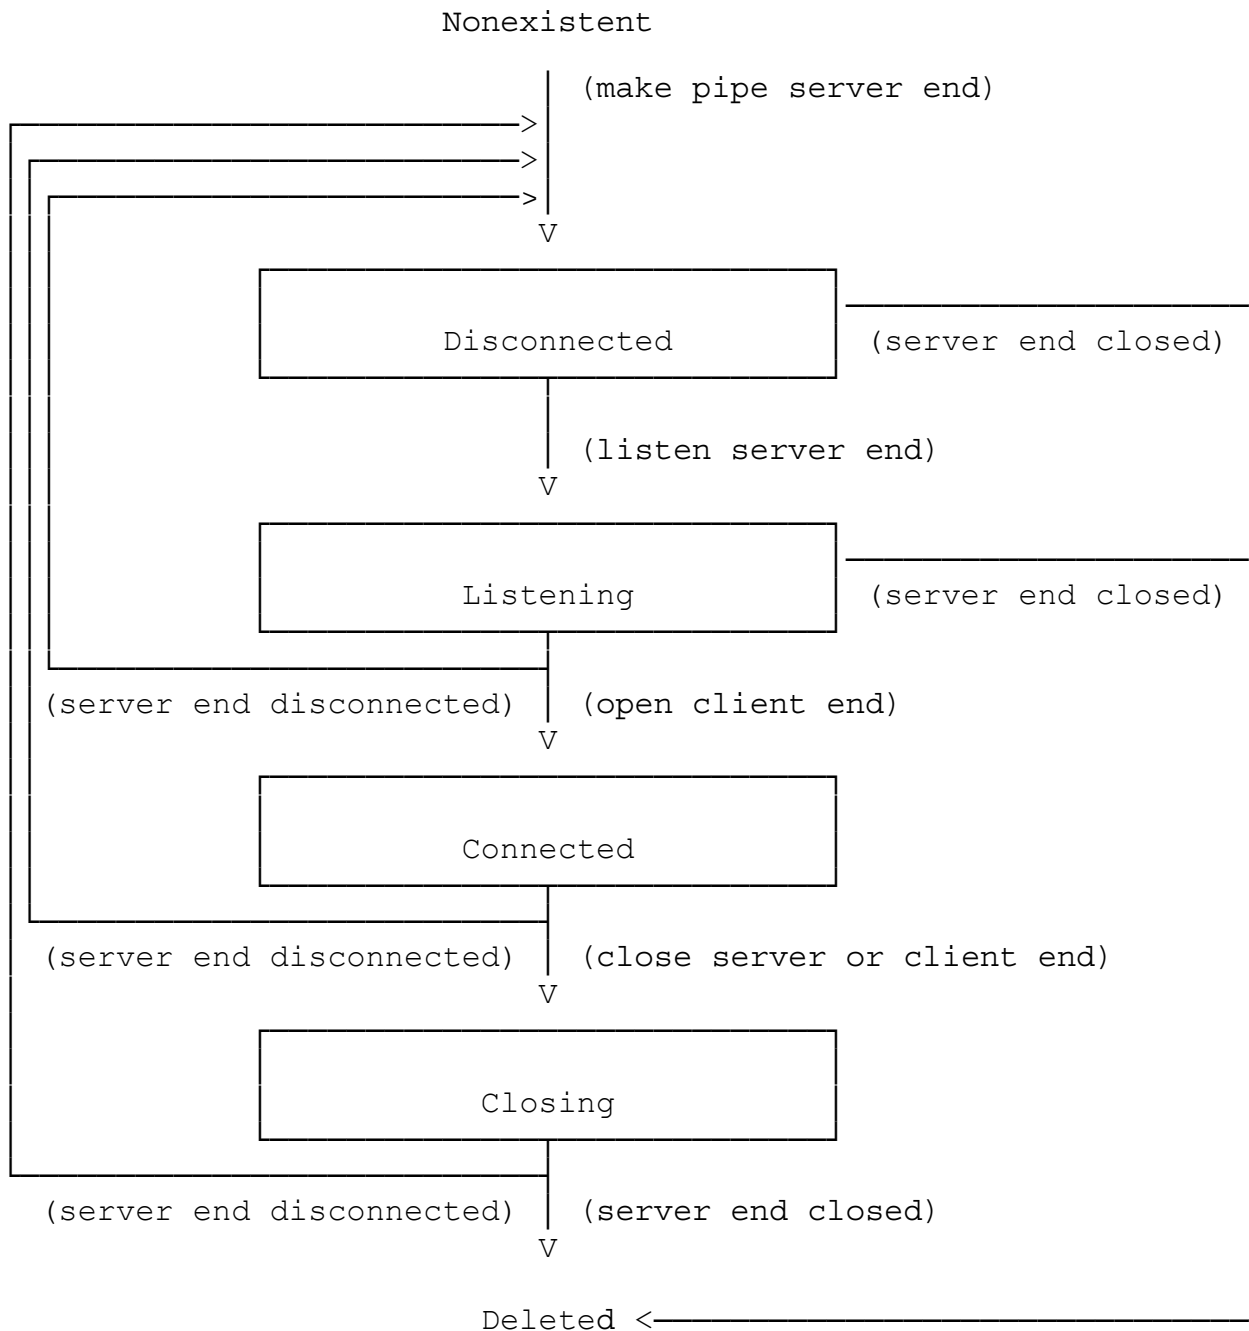 Nonexistent
(make pipe server end)
Disconnected
(server end closed)
(listen server end)
Listening
(server end closed)
(server end disconnected) (open client end)
Connected
(server end disconnected) (close server or client end)
Closing
(server end disconnected) (server end closed)
Deleted